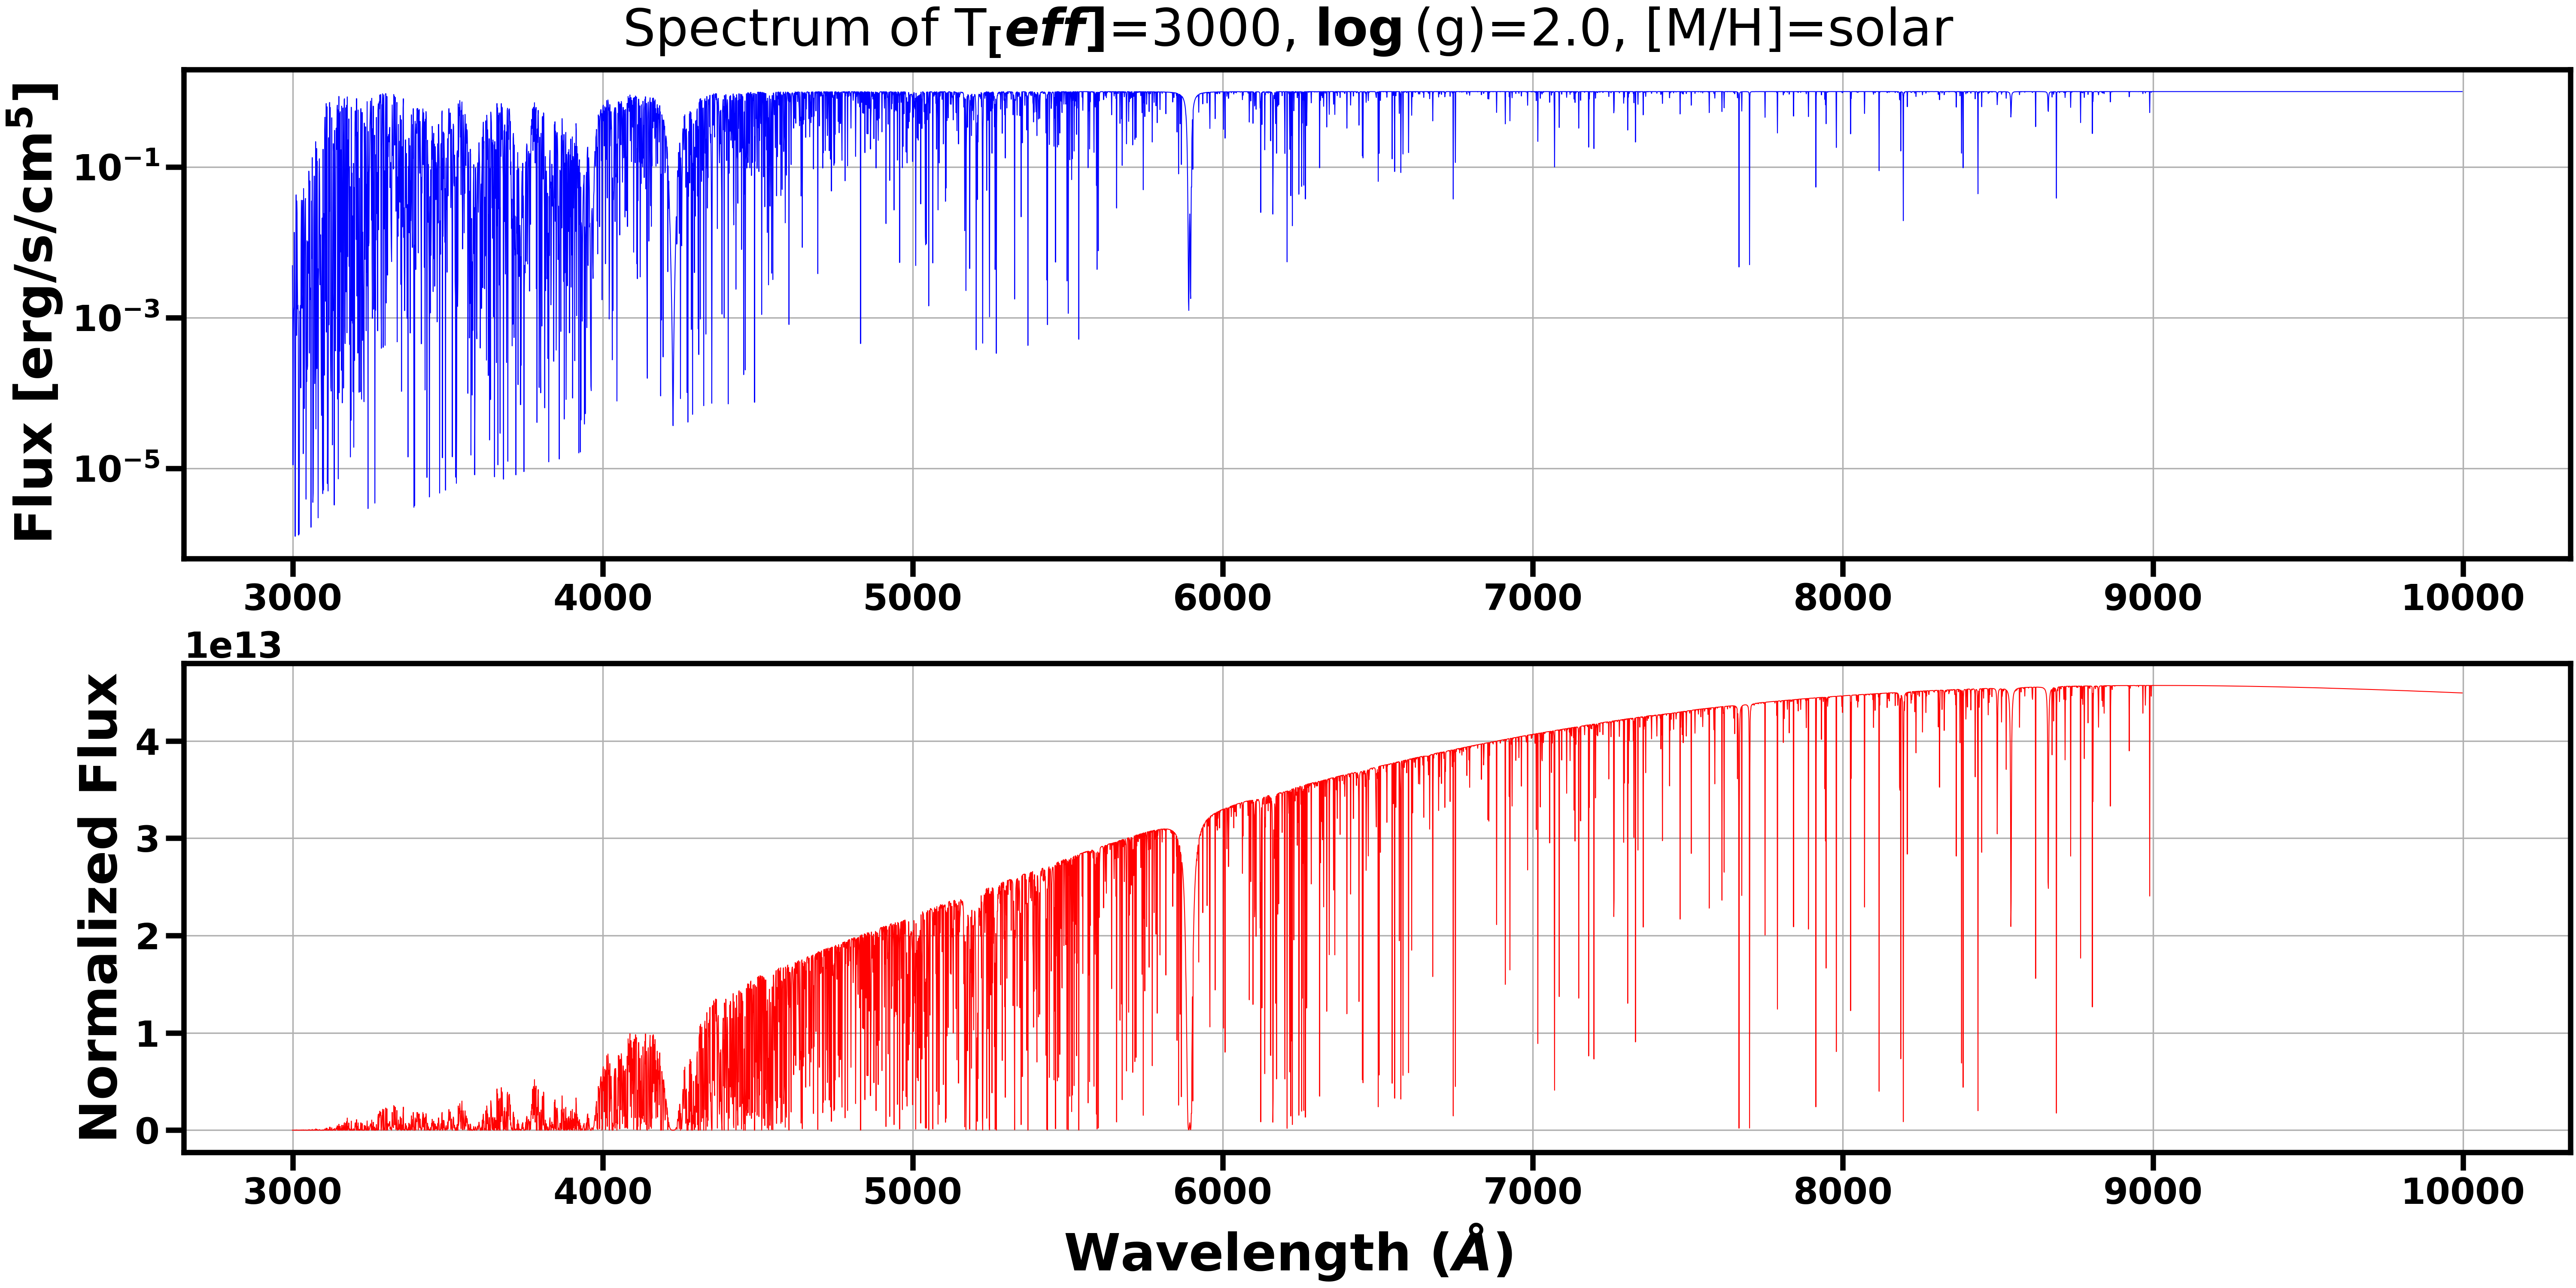 Spectrum of T[eff]=3000, log (g)=2.0, [M/H]=solar
Flux [erg/s/cm⁵]
10⁻¹
10⁻³
10⁻⁵
3000 4000 5000 6000 7000 8000 9000 10000
1e13
Normalized Flux
4
3
2
1
0
3000 4000 5000 6000 7000 8000 9000 10000
Wavelength (Å)